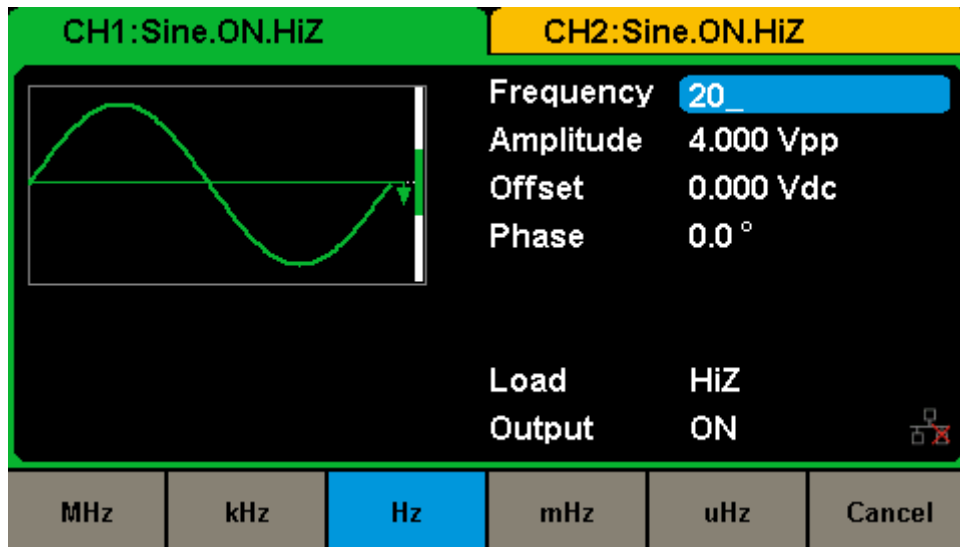 CH1:Sine.ON.HiZ
CH2:Sine.ON.HiZ
Frequency 20_
Amplitude 4.000 Vpp
Offset 0.000 Vdc
Phase 0.0 °
Load HiZ
Output ON
MHz kHz Hz mHz uHz Cancel